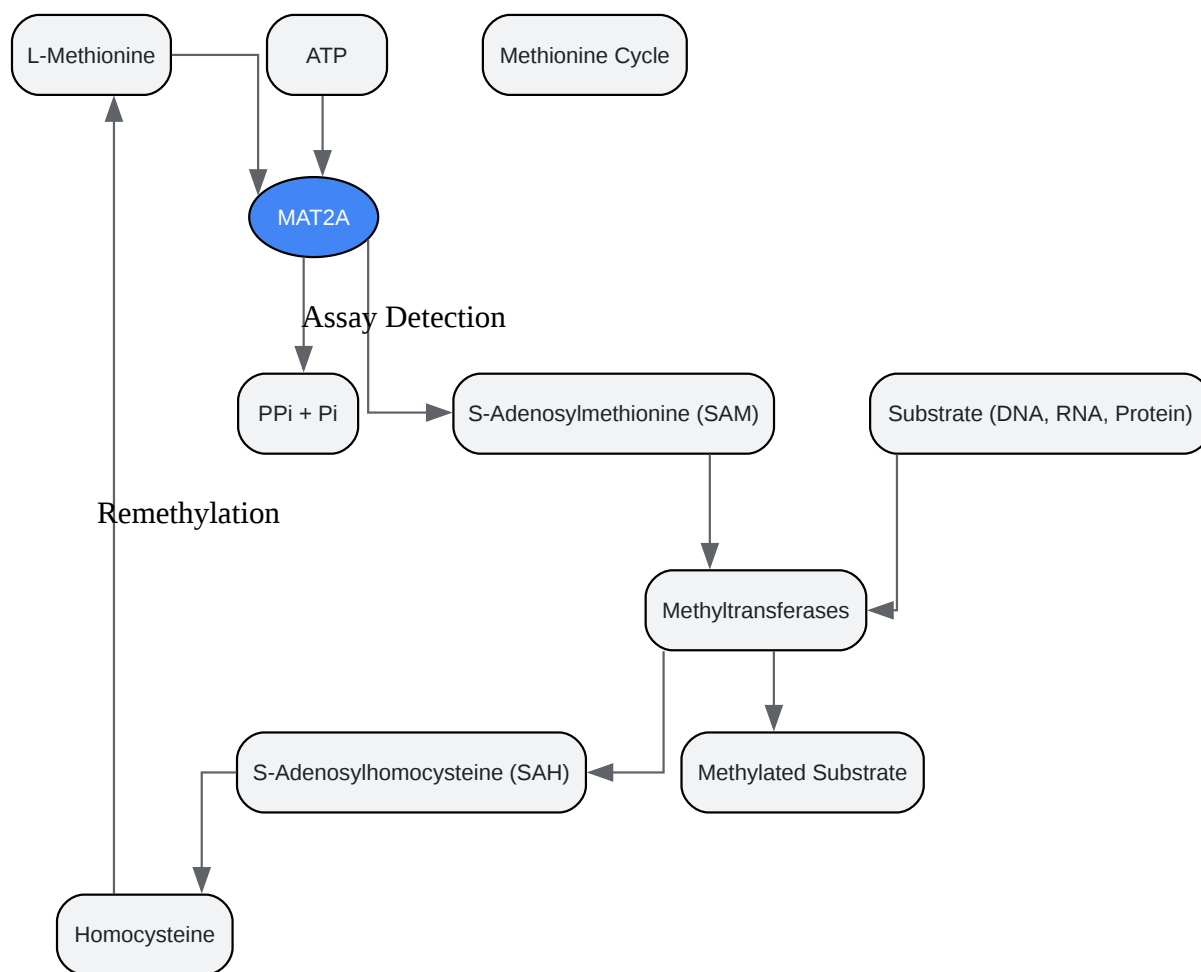 L-Methionine
ATP
Methionine Cycle
MAT2A
Assay Detection
PPi + Pi
S-Adenosylmethionine (SAM)
Substrate (DNA, RNA, Protein)
Remethylation
Methyltransferases
S-Adenosylhomocysteine (SAH)
Methylated Substrate
Homocysteine